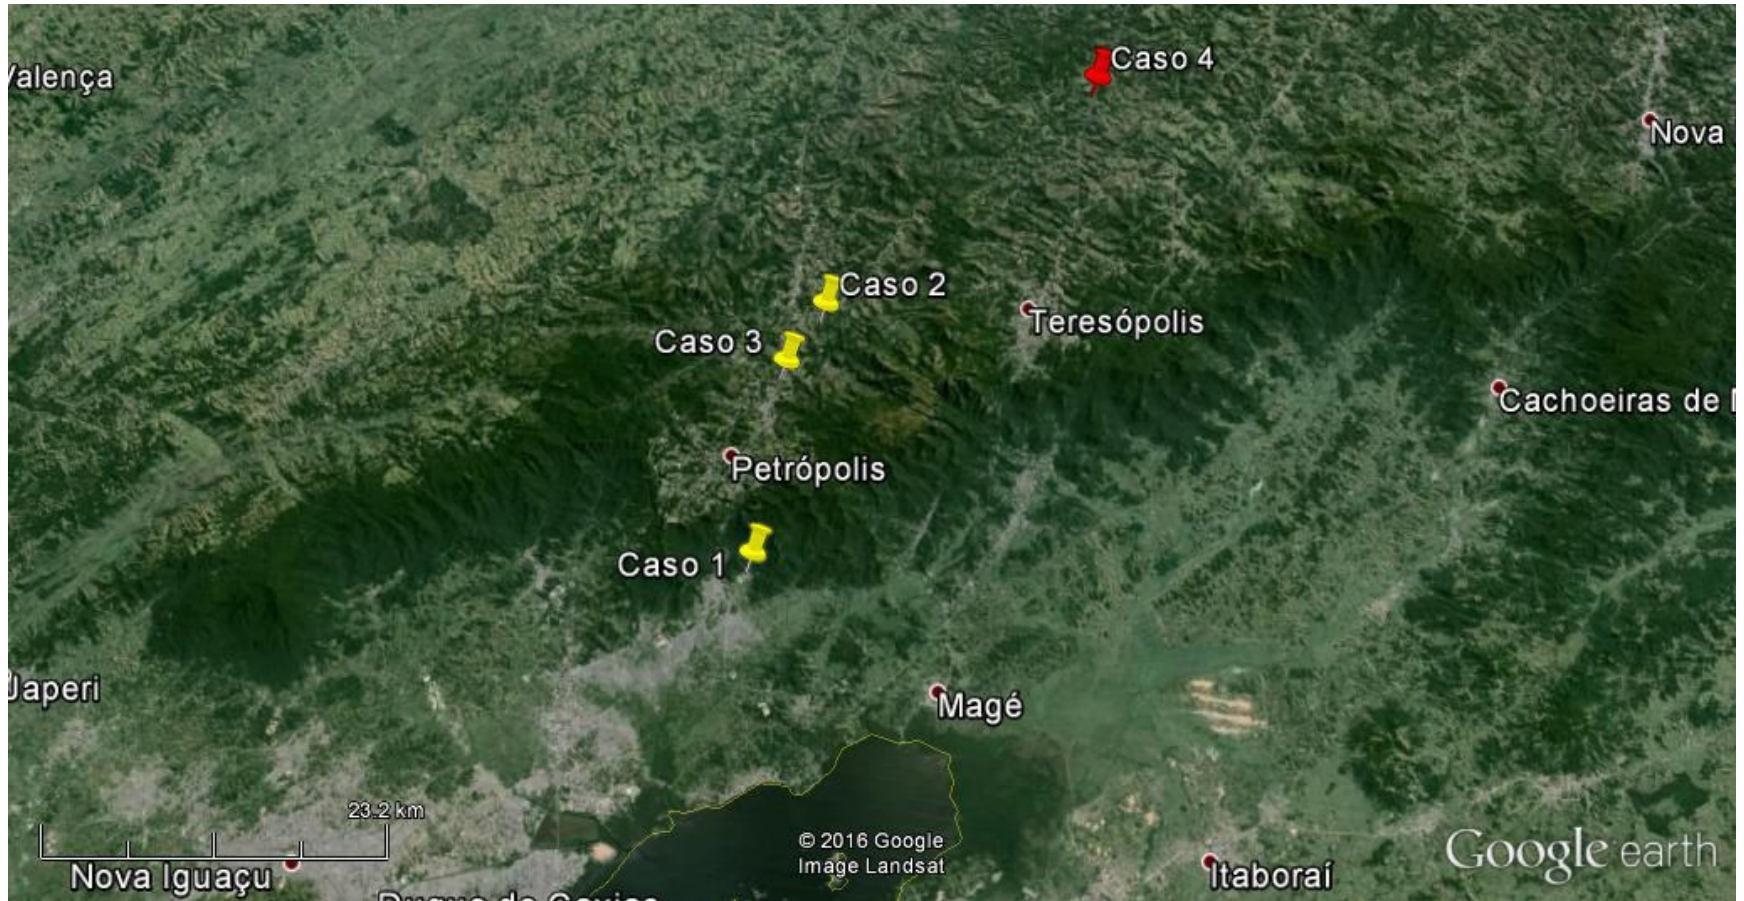 Caso 4
Valença
Nova
Caso 2
Teresópolis
Caso 3
Cachoeiras de
Petrópolis
Caso 1
Japeri
Magé
23.2 km
© 2016 Google
Image Landsat
Google earth
Nova Iguaçu
Itaboraí